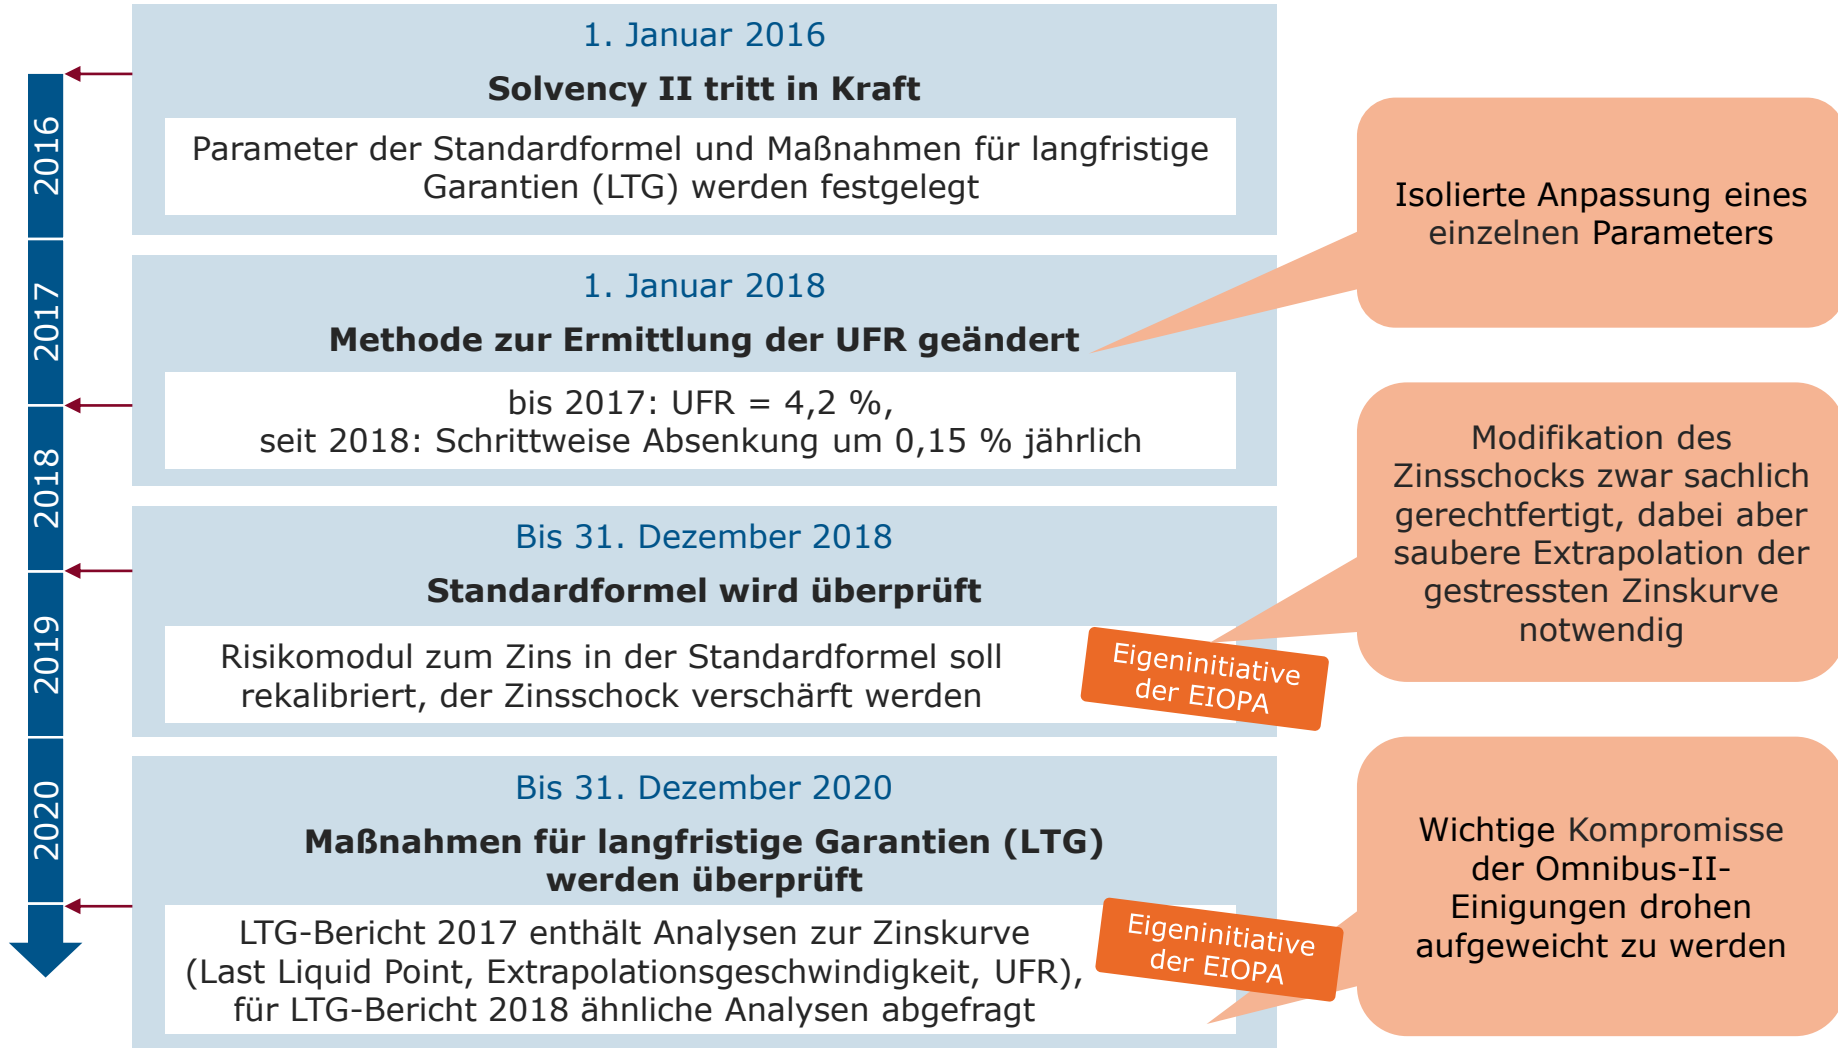 2016
2017
2018
2019
2020
1. Januar 2016
Solvency II tritt in Kraft
Parameter der Standardformel und Maßnahmen für langfristige
Garantien (LTG) werden festgelegt
1. Januar 2018
Methode zur Ermittlung der UFR geändert
bis 2017: UFR = 4,2 %,
seit 2018: Schrittweise Absenkung um 0,15 % jährlich
Isolierte Anpassung eines
einzelnen Parameters
Bis 31. Dezember 2018
Standardformel wird überprüft
Risikomodul zum Zins in der Standardformel soll
rekalibriert, der Zinsschock verschärft werden
Eigeninitiative
der EIOPA
Modifikation des
Zinsschocks zwar sachlich
gerechtfertigt, dabei aber
saubere Extrapolation der
gestressten Zinskurve
notwendig
Bis 31. Dezember 2020
Maßnahmen für langfristige Garantien (LTG)
werden überprüft
LTG-Bericht 2017 enthält Analysen zur Zinskurve
(Last Liquid Point, Extrapolationsgeschwindigkeit, UFR),
für LTG-Bericht 2018 ähnliche Analysen abgefragt
Eigeninitiative
der EIOPA
Wichtige Kompromisse
der Omnibus-II-
Einigungen drohen
aufgeweicht zu werden